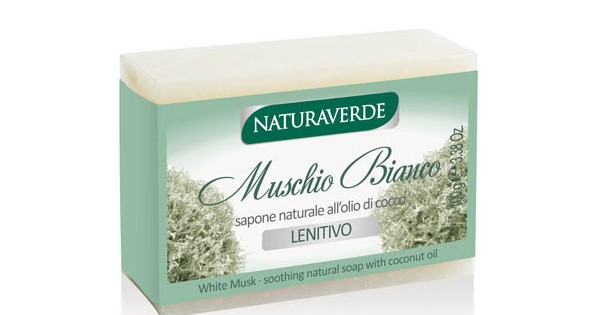 NATURAVERDE
Muschio Bianco
sapone naturale all'olio di cocco
LENITIVO
White Musk · soothing natural soap with coconut oil
100 g ℮ 3.38 Oz